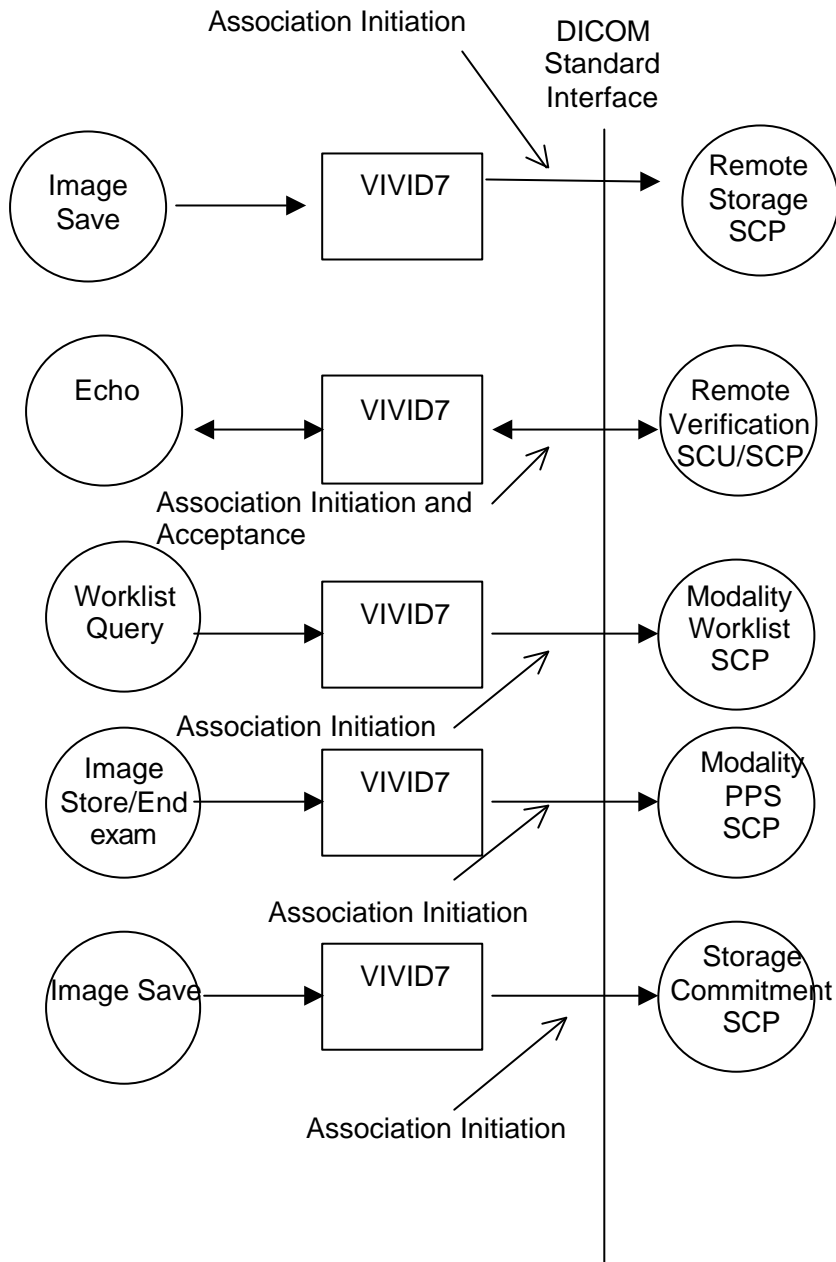 Association Initiation
DICOM
Standard
Interface
Image
Save
VIVID7
Remote
Storage
SCP
Echo
VIVID7
Remote
Verification
SCU/SCP
Association Initiation and
Acceptance
Worklist
Query
VIVID7
Modality
Worklist
SCP
Association Initiation
Image
Store/End
exam
VIVID7
Modality
PPS
SCP
Association Initiation
Image Save
VIVID7
Storage
Commitment
SCP
Association Initiation